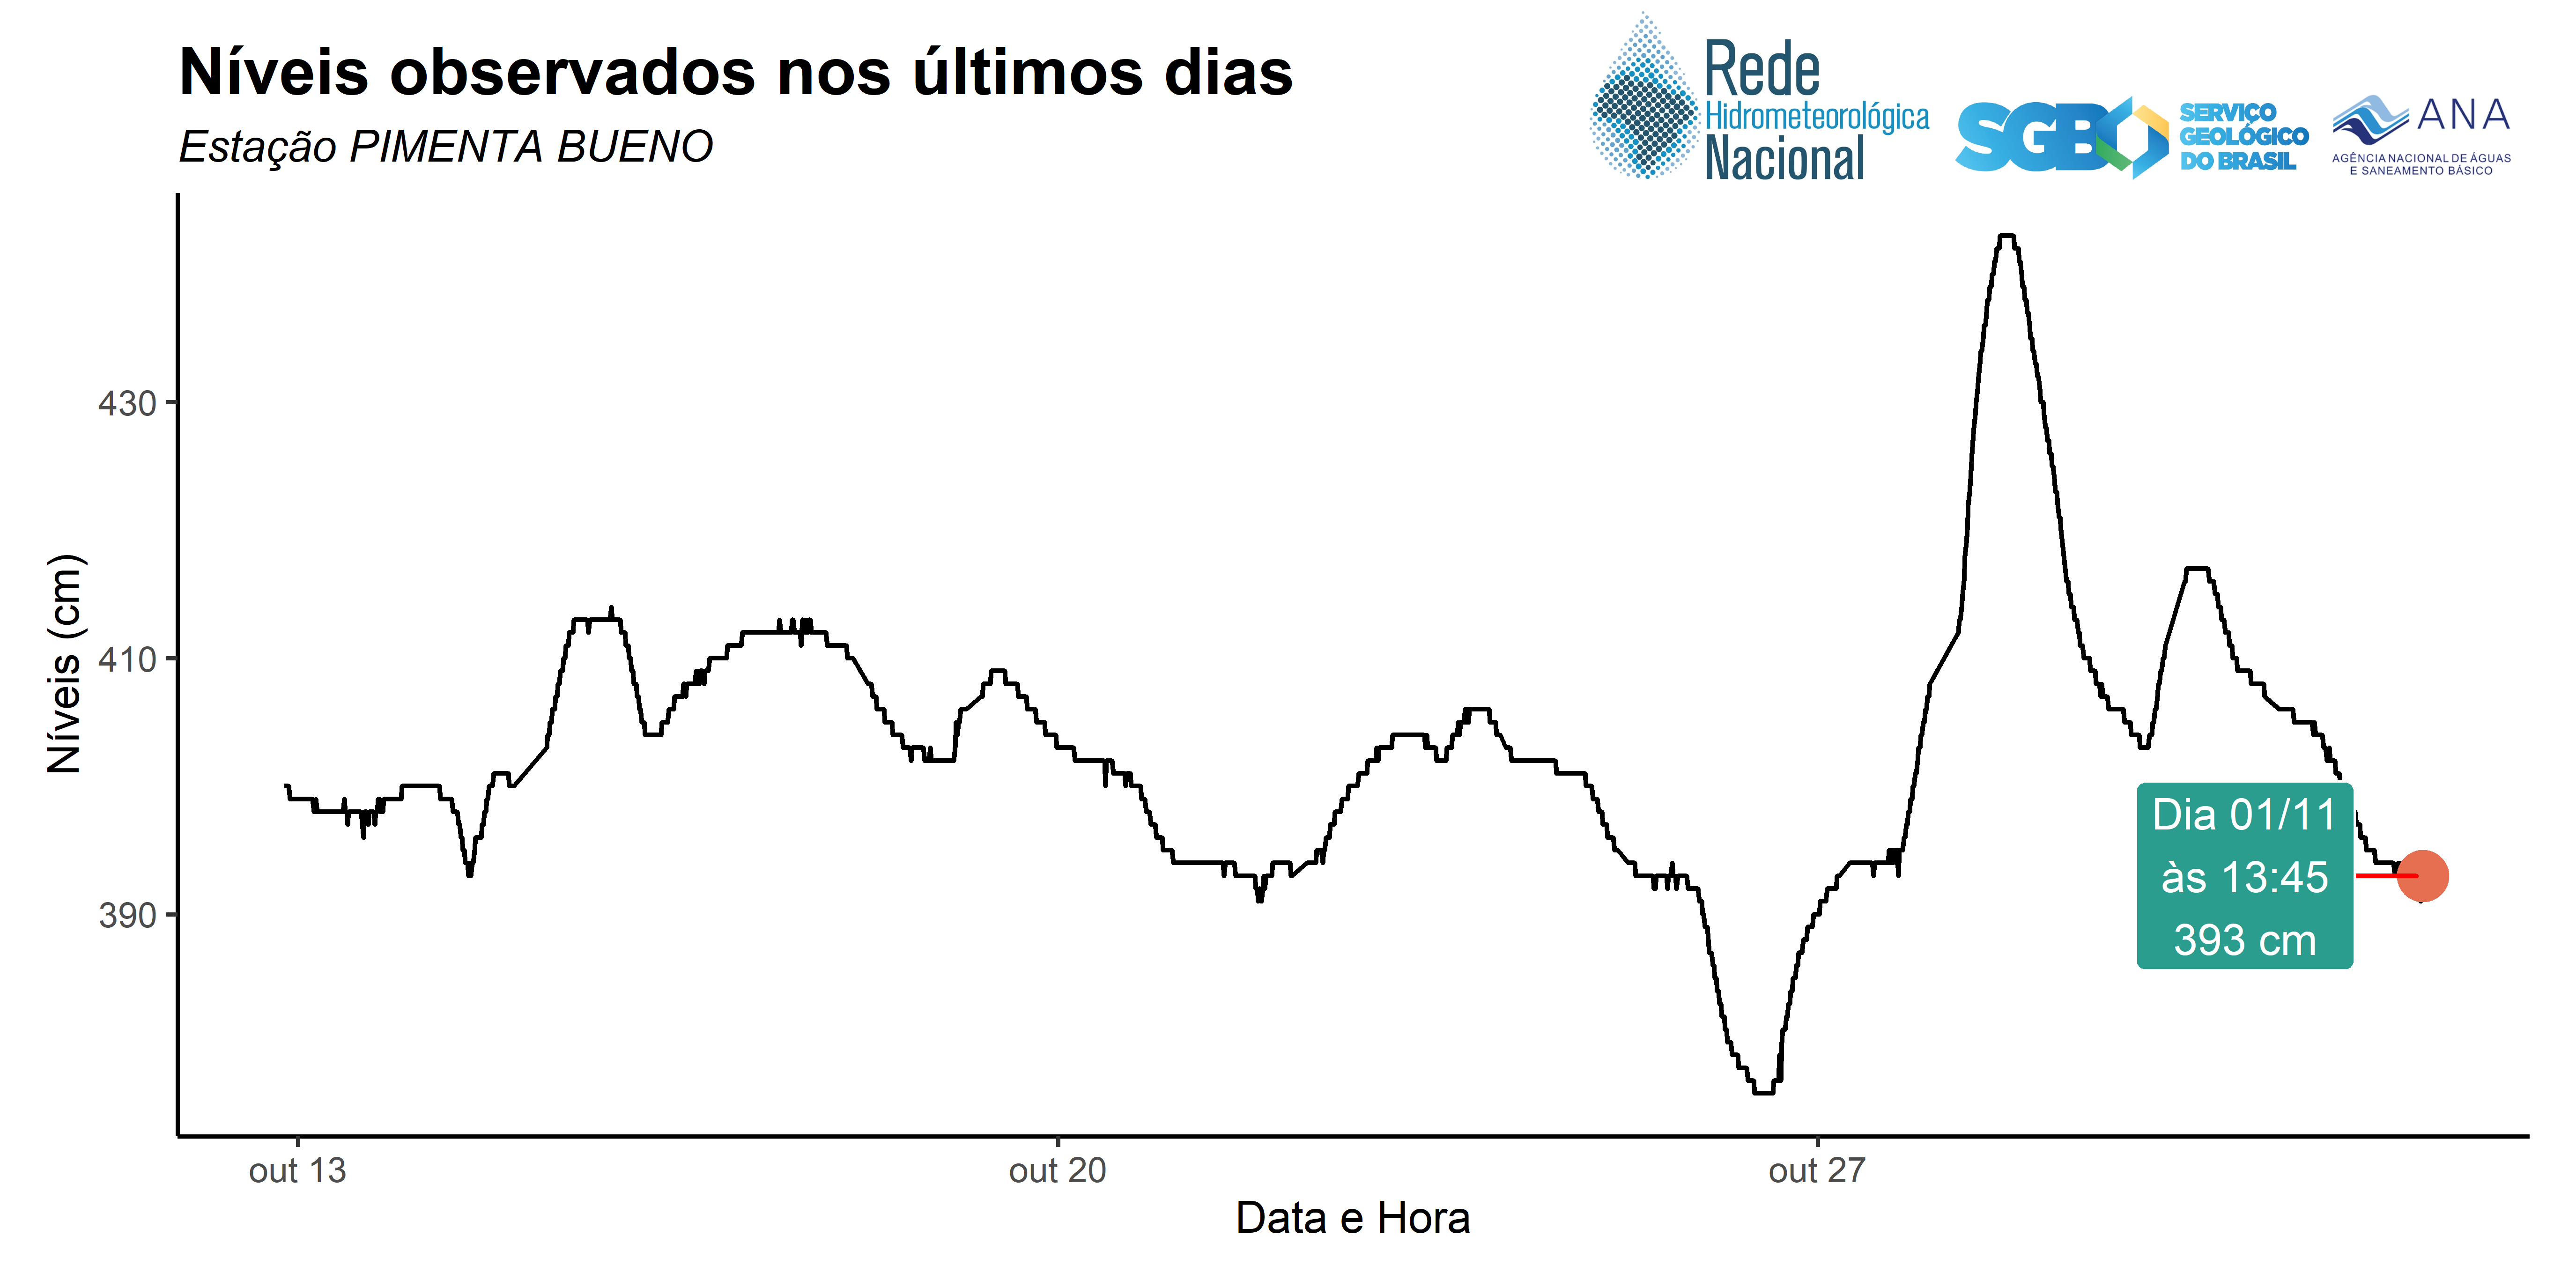 Níveis observados nos últimos dias
Estação PIMENTA BUENO
Rede
Hidrometeorológica
Nacional
SGB
SERVIÇO
GEOLÓGICO
DO BRASIL
ANA
AGÊNCIA NACIONAL DE ÁGUAS
E SANEAMENTO BÁSICO
Níveis (cm)
430
410
390
Dia 01/11
às 13:45
393 cm
out 13
out 20
out 27
Data e Hora